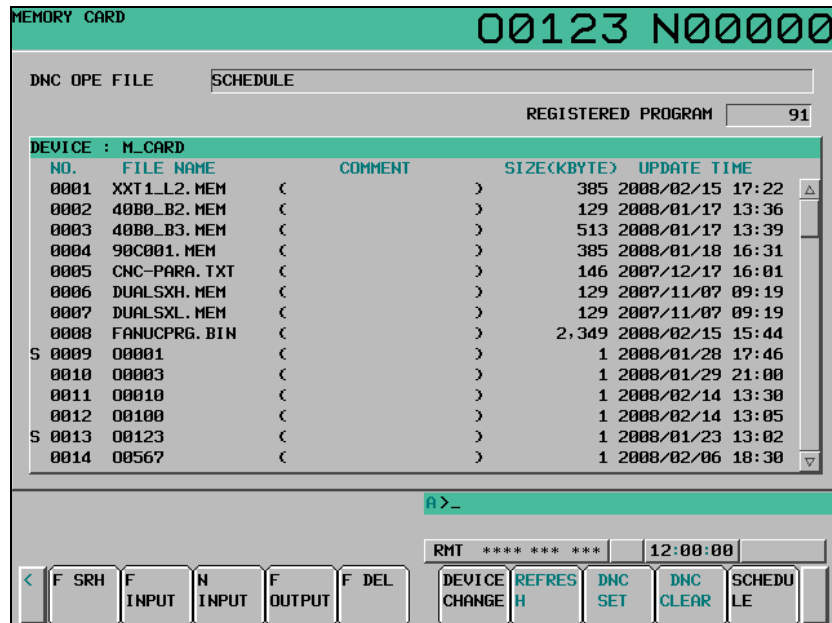 MEMORY CARD O0123 N00000
DNC OPE FILE SCHEDULE
REGISTERED PROGRAM 91
DEVICE : M_CARD
NO. FILE NAME COMMENT SIZE(KBYTE) UPDATE TIME
0001 XXT1_L2.MEM ( ) 385 2008/02/15 17:22
0002 40B0_B2.MEM ( ) 129 2008/01/17 13:36
0003 40B0_B3.MEM ( ) 513 2008/01/17 13:39
0004 90C001.MEM ( ) 385 2008/01/18 16:31
0005 CNC-PARA.TXT ( ) 146 2007/12/17 16:01
0006 DUALSXH.MEM ( ) 129 2007/11/07 09:19
0007 DUALSXL.MEM ( ) 129 2007/11/07 09:19
0008 FANUCPRG.BIN ( ) 2,349 2008/02/15 15:44
S 0009 O0001 ( ) 1 2008/01/28 17:46
0010 O0003 ( ) 1 2008/01/29 21:00
0011 O0010 ( ) 1 2008/02/14 13:30
0012 O0100 ( ) 1 2008/02/14 13:05
S 0013 O0123 ( ) 1 2008/01/23 13:02
0014 O0567 ( ) 1 2008/02/06 18:30
A>_
RMT **** *** *** 12:00:00
< F SRH F INPUT N INPUT F OUTPUT F DEL DEVICE CHANGE REFRESH DNC SET DNC CLEAR SCHEDULE